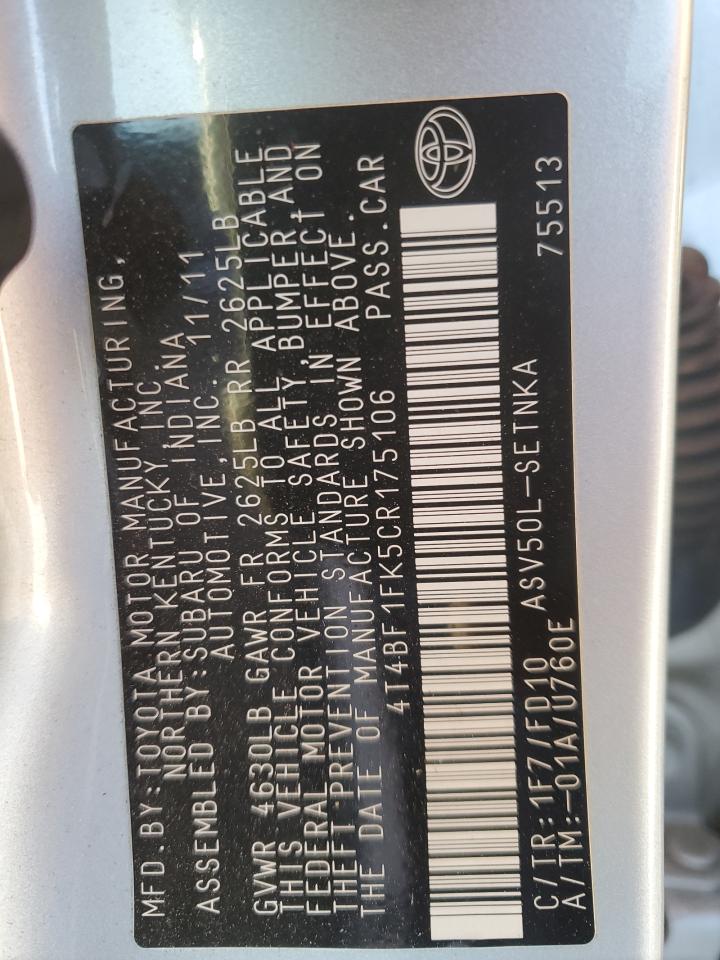 MFD.BY:TOYOTA MOTOR MANUFACTURING,
NORTHERN KENTUCKY,INC.
ASSEMBLED BY:SUBARU OF INDIANA
AUTOMOTIVE,INC. 11/11
GVWR 4630LB GAWR FR 2625LB RR 2625LB
THIS VEHICLE CONFORMS TO ALL APPLICABLE
FEDERAL MOTOR VEHICLE SAFETY,BUMPER,AND
THEFT PREVENTION STANDARDS IN EFFECT ON
THE DATE OF MANUFACTURE SHOWN ABOVE.
4T4BF1FK5CR175106 PASS.CAR
C/TR:1F7/FD10 ASV50L-SETNKA 75513
A/TM:-01A/U760E